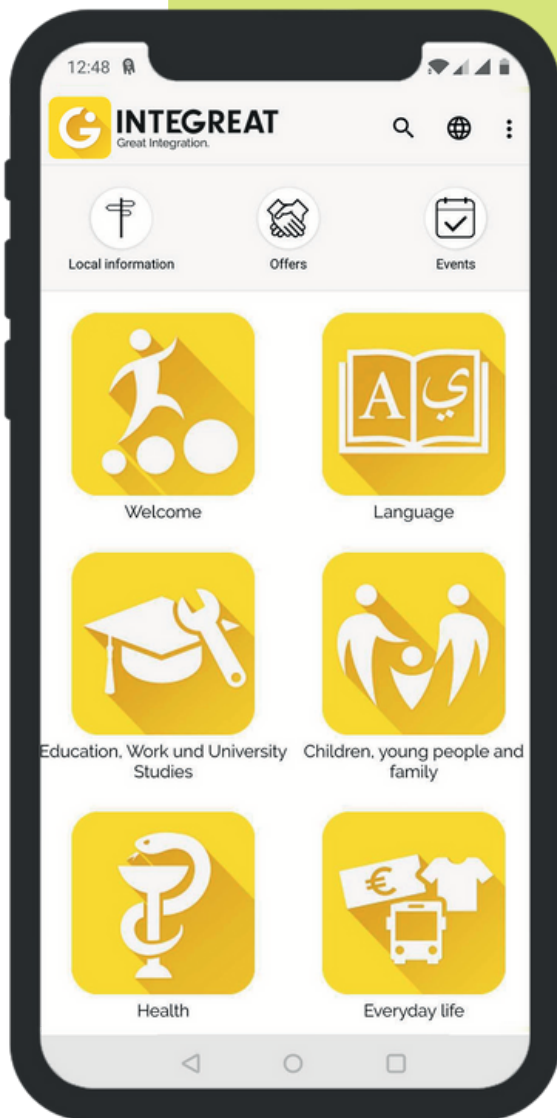 12:48
INTEGREAT
Great Integration.
Local information
Offers
Events
A ي
Welcome
Language
Education, Work und University
Studies
Children, young people and
family
€
Health
Everyday life